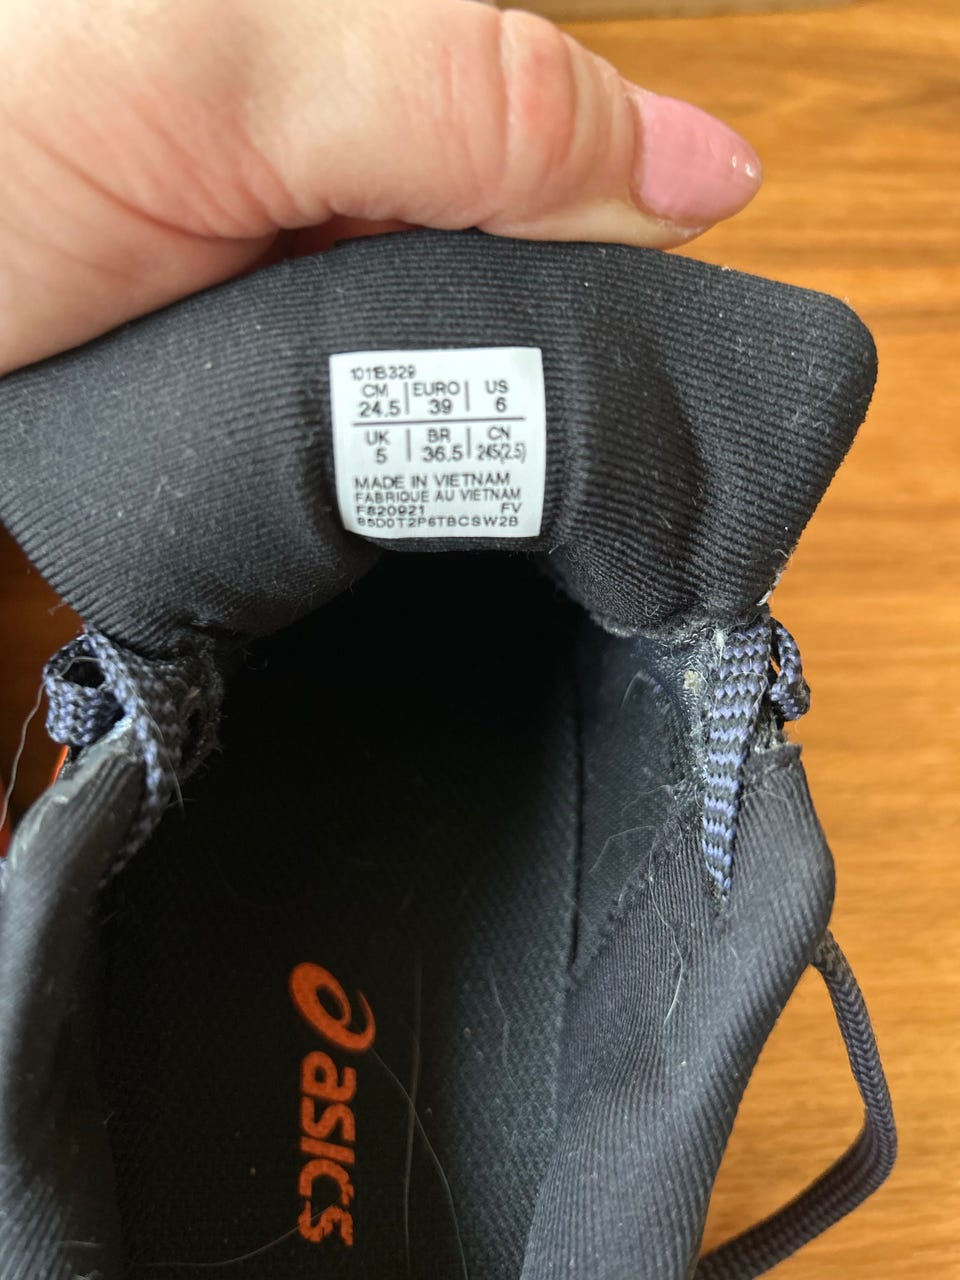 1011B329
CM | EURO | US
24.5 | 39 | 6
UK | BR | CN
5 | 36,5 | 245(2.5)
MADE IN VIETNAM
FABRIQUE AU VIETNAM
F820921 FV
B5D0T2P6TBCSW2B
asics